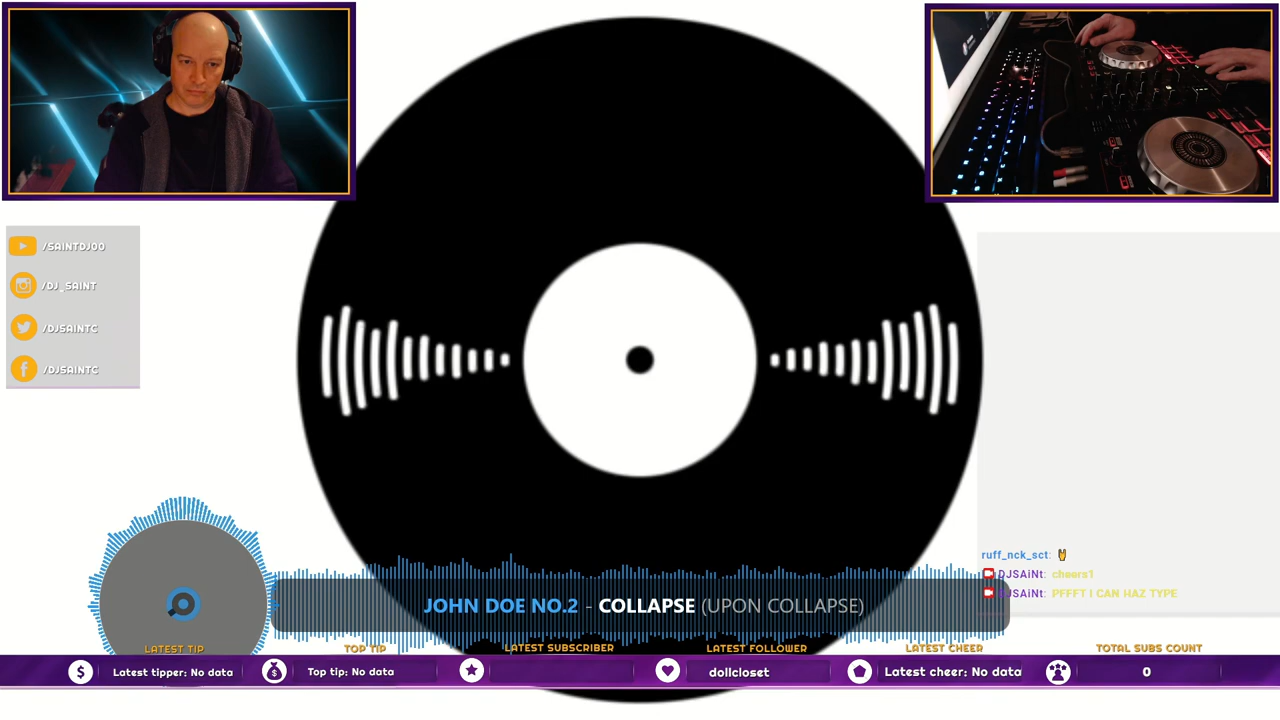 /SAINTDJ00
/DJ_SAINT
/DJSAINTC
/DJSAINTC
ruff_nck_sct:
DJSAiNt: cheers1
DJSAiNt: PFFFT I CAN HAZ TYPE
JOHN DOE NO.2 - COLLAPSE (UPON COLLAPSE)
LATEST TIP
TOP TIP
LATEST SUBSCRIBER
LATEST FOLLOWER
LATEST CHEER
TOTAL SUBS COUNT
Latest tipper: No data
Top tip: No data
dollcloset
Latest cheer: No data
0